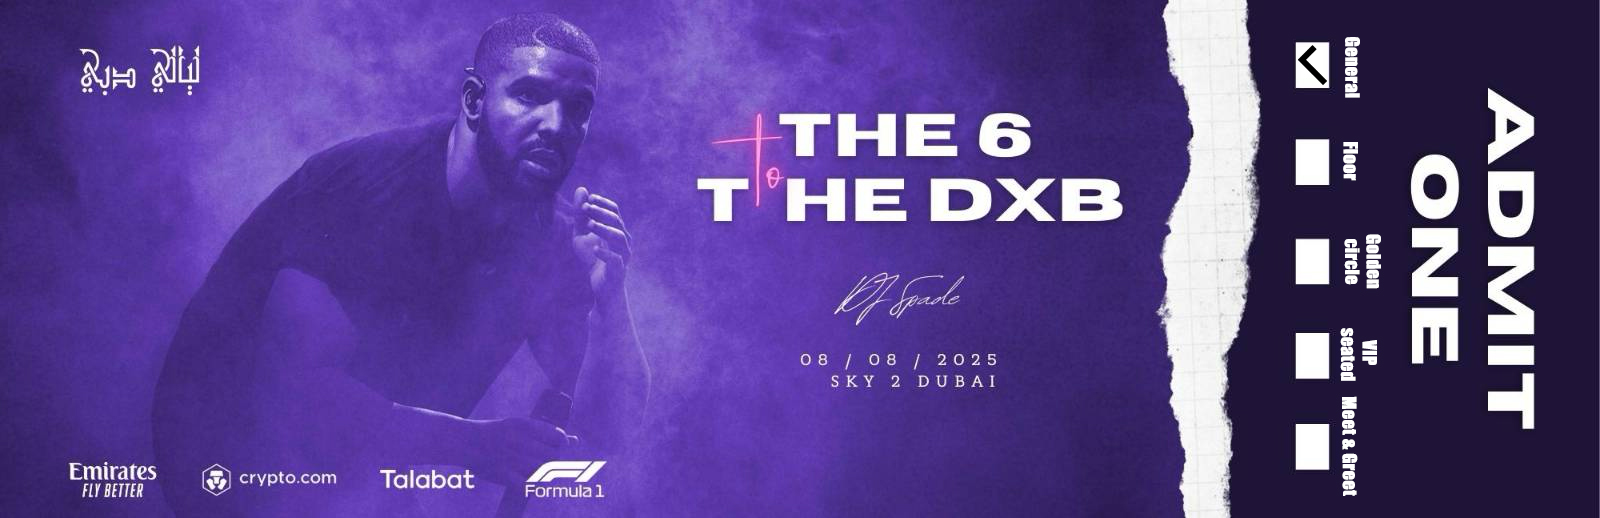 ليالي دبي
THE 6
to
THE DXB
DJ Spade
08 / 08 / 2025
SKY 2 DUBAI
Emirates
FLY BETTER
crypto.com
Talabat
Formula 1
General
Floor
Golden
circle
VIP
seated
Meet & Greet
ADMIT
ONE